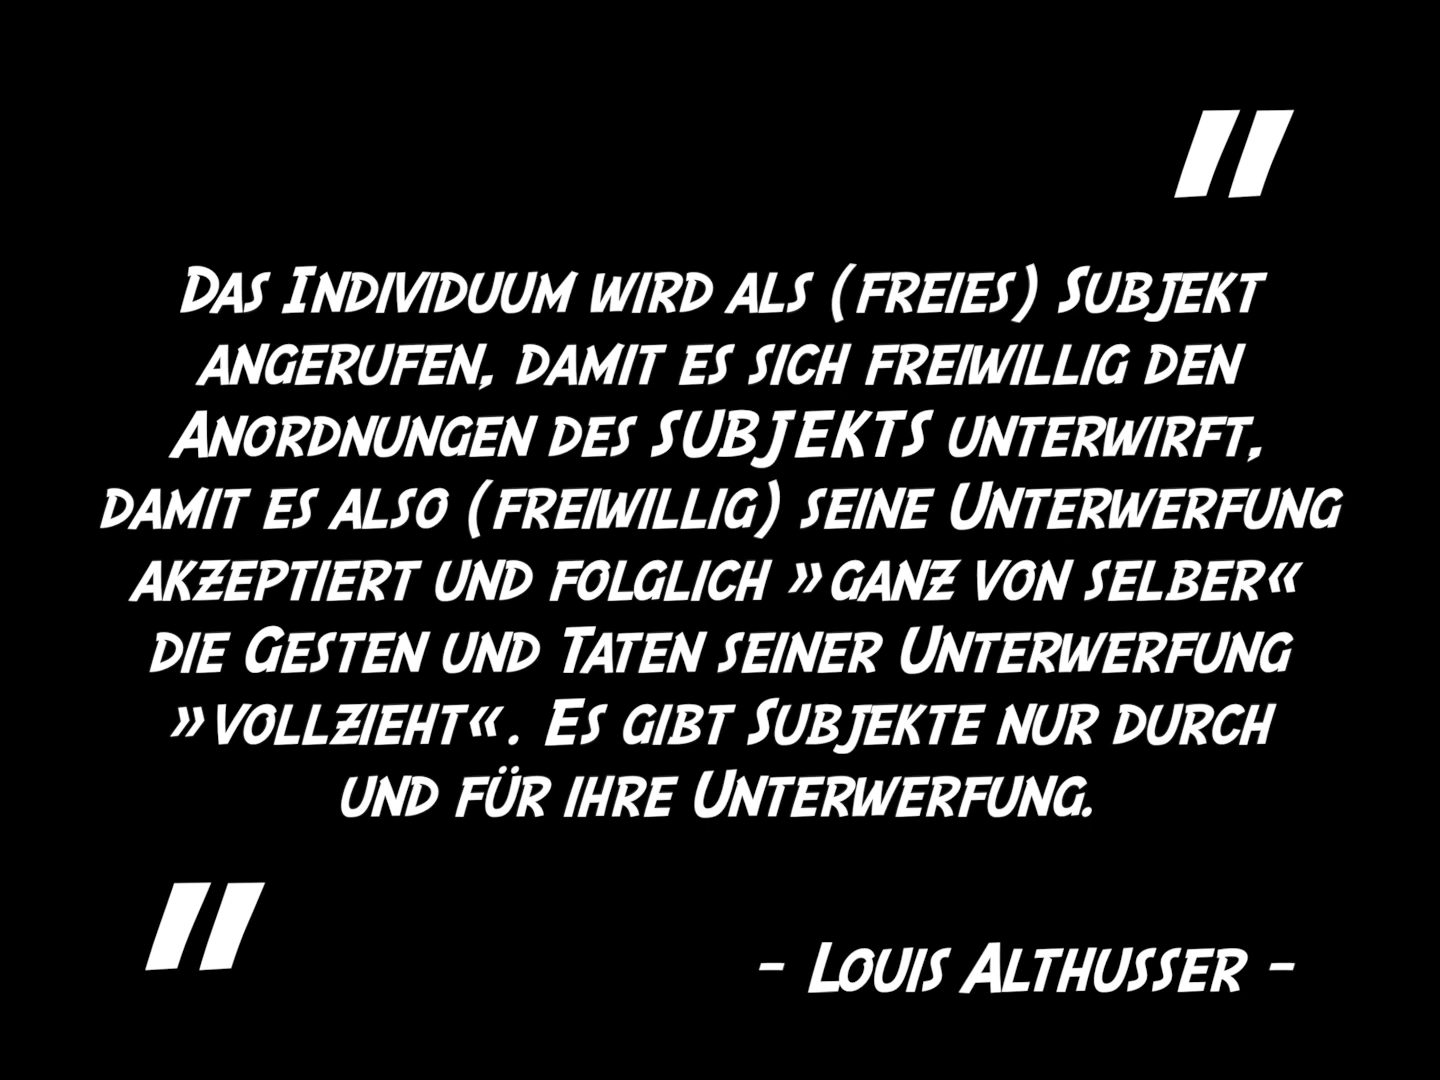 "
Das Individuum wird als (freies) Subjekt
angerufen, damit es sich freiwillig den
Anordnungen des SUBJEKTS unterwirft,
damit es also (freiwillig) seine Unterwerfung
akzeptiert und folglich »ganz von selber«
die Gesten und Taten seiner Unterwerfung
»vollzieht«. Es gibt Subjekte nur durch
und für ihre Unterwerfung.
"
- Louis Althusser -